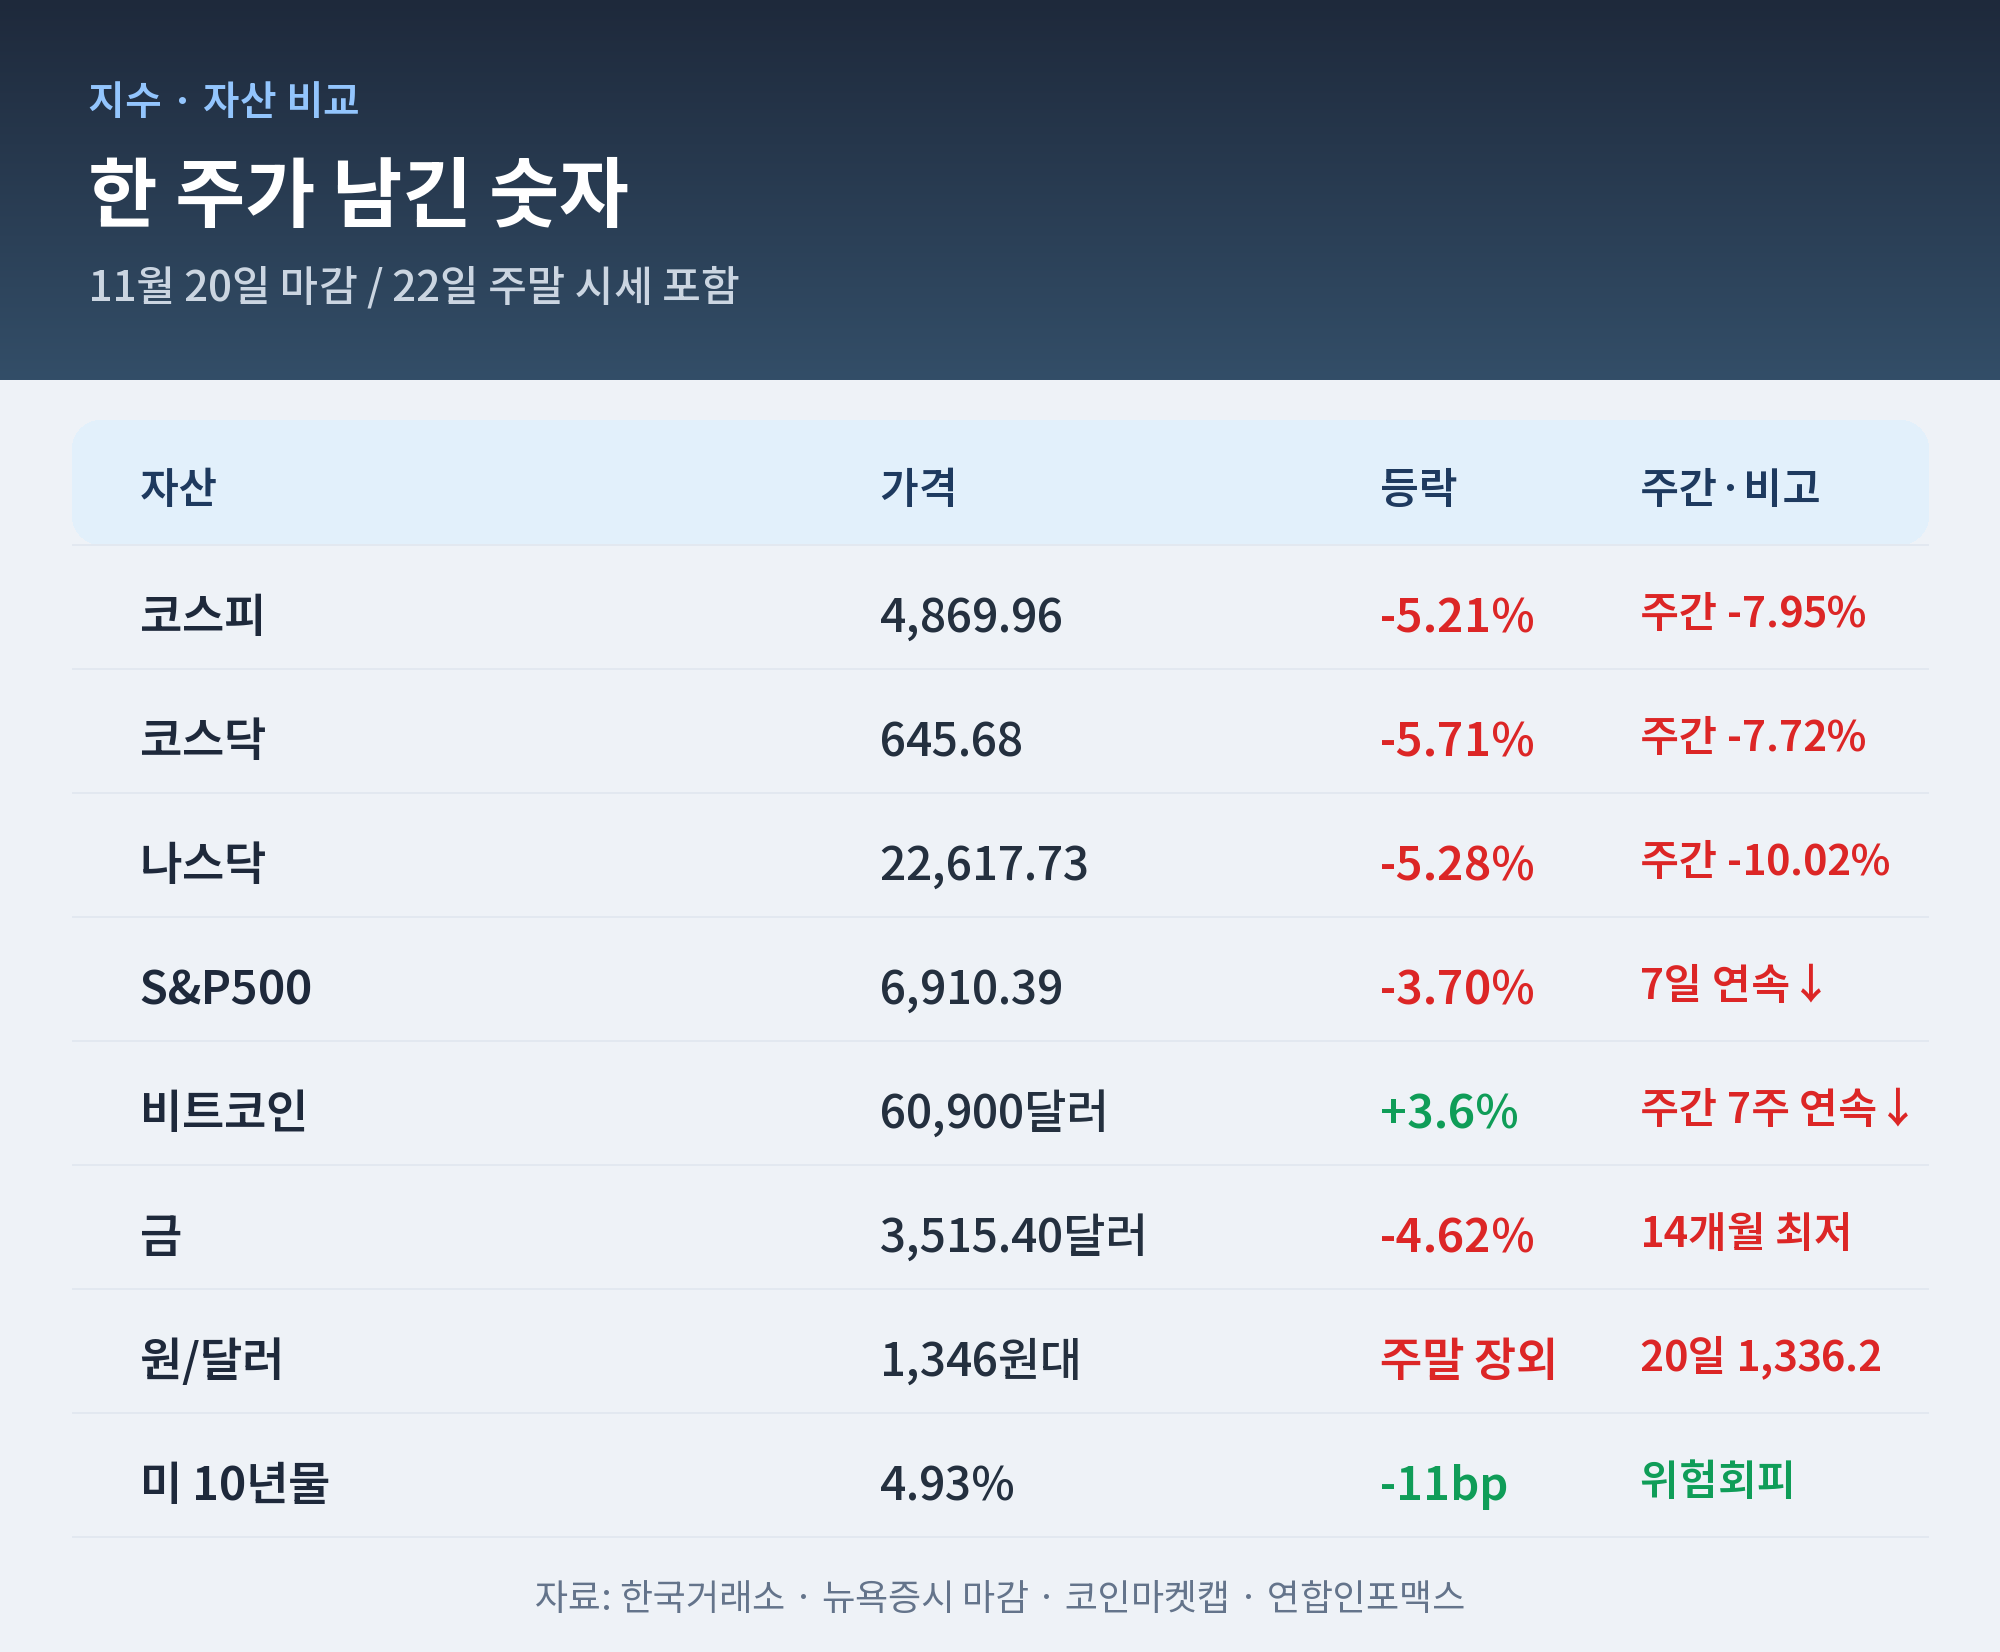 지수 · 자산 비교
한 주가 남긴 숫자
11월 20일 마감 / 22일 주말 시세 포함
자산 가격 등락 주간·비고
코스피 4,869.96 -5.21% 주간 -7.95%
코스닥 645.68 -5.71% 주간 -7.72%
나스닥 22,617.73 -5.28% 주간 -10.02%
S&P500 6,910.39 -3.70% 7일 연속↓
비트코인 60,900달러 +3.6% 주간 7주 연속↓
금 3,515.40달러 -4.62% 14개월 최저
원/달러 1,346원대 주말 장외 20일 1,336.2
미 10년물 4.93% -11bp 위험회피
자료: 한국거래소 · 뉴욕증시 마감 · 코인마켓캡 · 연합인포맥스